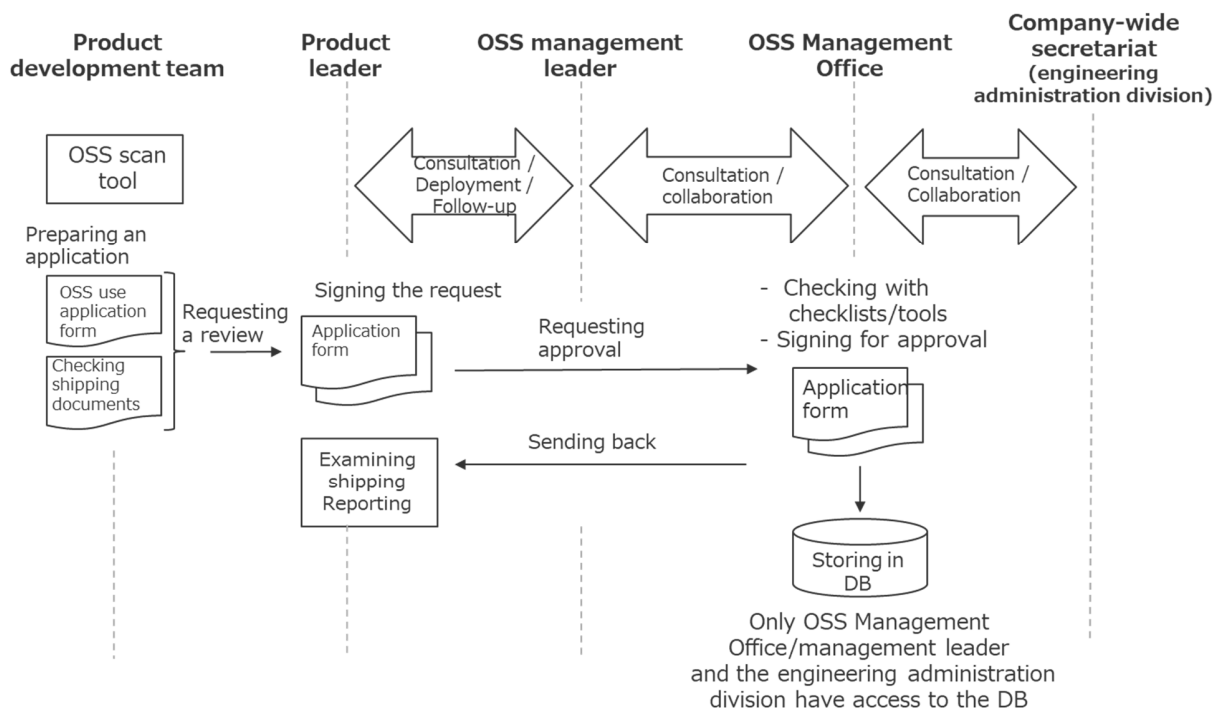 Product
development team
Product
leader
OSS management
leader
OSS Management
Office
Company-wide
secretariat
(engineering
administration division)
OSS scan
tool
Consultation /
Deployment /
Follow-up
Consultation /
collaboration
Consultation /
Collaboration
Preparing an
application
OSS use
application
form
Checking
shipping
documents
Requesting
a review
Signing the request
Application
form
Requesting
approval
- Checking with
checklists/tools
- Signing for approval
Application
form
Sending back
Examining
shipping
Reporting
Storing in
DB
Only OSS Management
Office/management leader
and the engineering administration
division have access to the DB